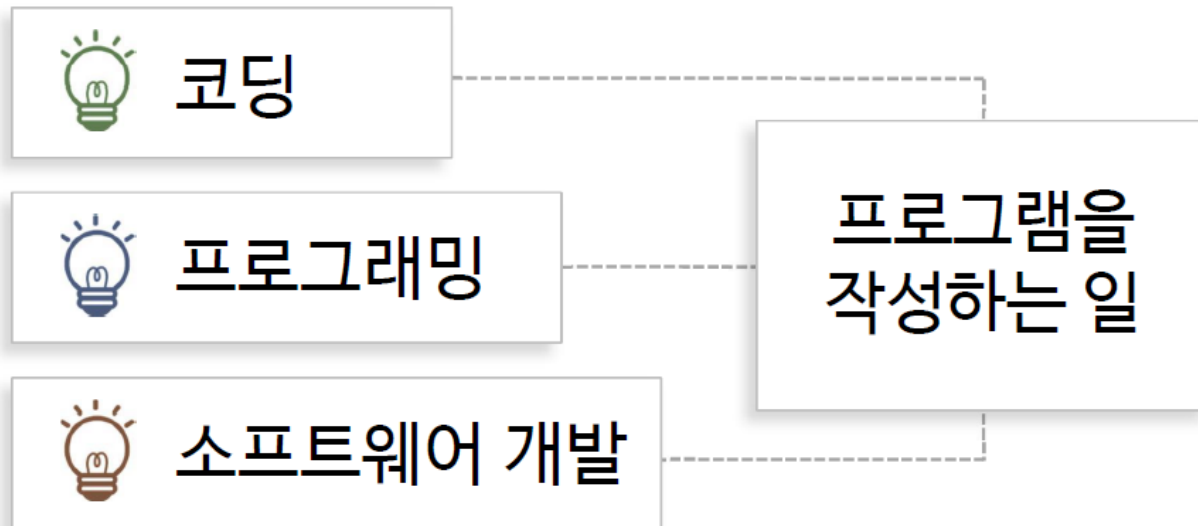 코딩
프로그래밍
소프트웨어 개발
프로그램을
작성하는 일